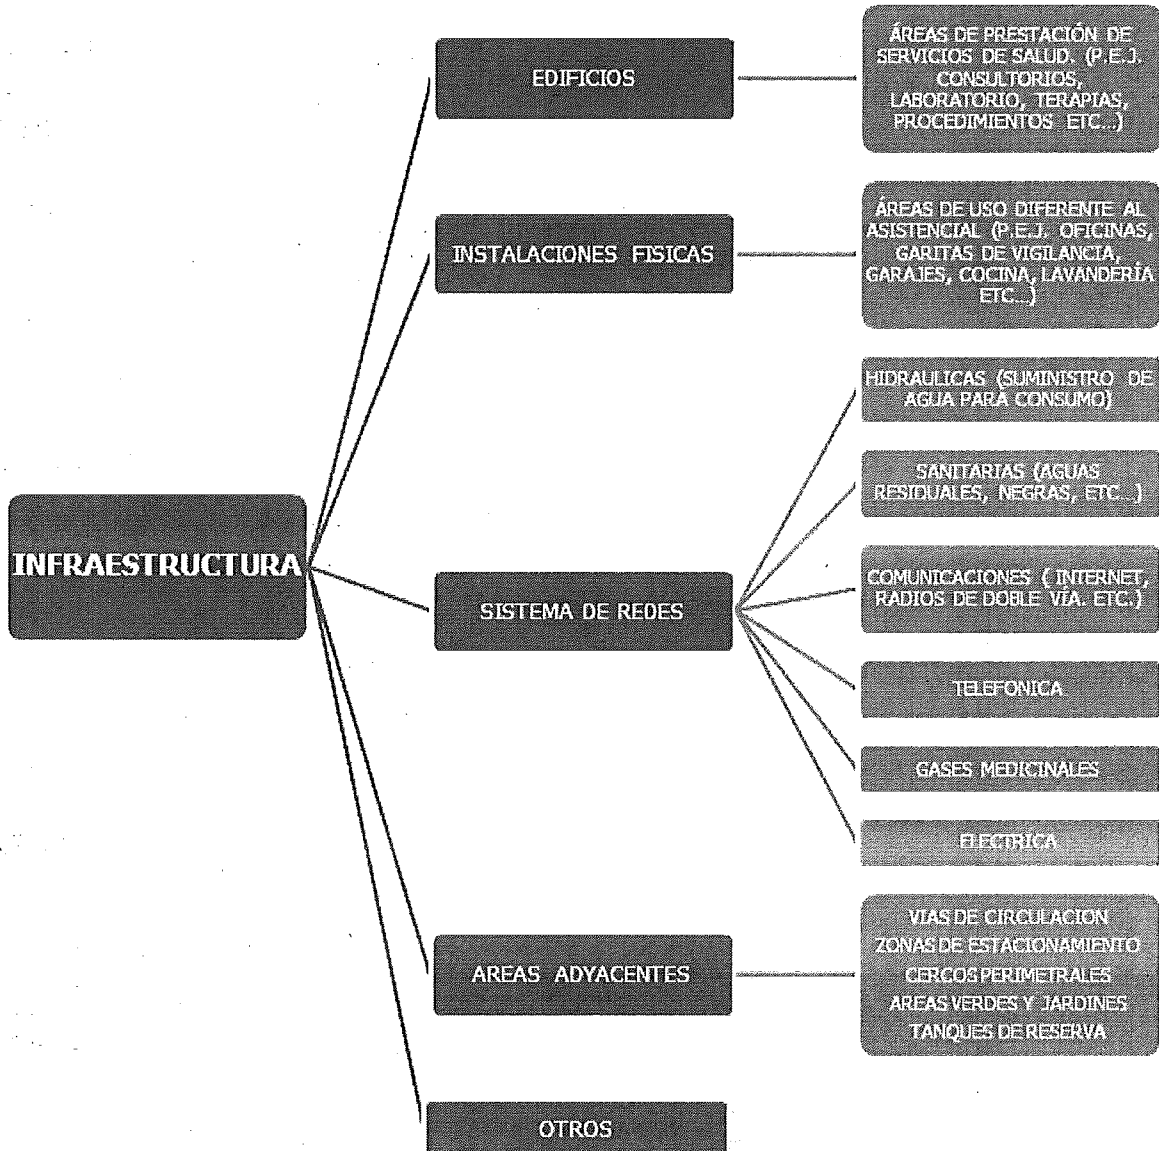 INFRAESTRUCTURA
EDIFICIOS
ÁREAS DE PRESTACIÓN DE
SERVICIOS DE SALUD. (P.E.J.
CONSULTORIOS,
LABORATORIO, TERAPIAS,
PROCEDIMIENTOS ETC...)
INSTALACIONES FISICAS
ÁREAS DE USO DIFERENTE AL
ASISTENCIAL (P.E.J. OFICINAS,
GARITAS DE VIGILANCIA,
GARAJES, COCINA, LAVANDERÍA
ETC...)
SISTEMA DE REDES
HIDRAULICAS (SUMINISTRO DE
AGUA PARA CONSUMO)
SANITARIAS (AGUAS
RESIDUALES, NEGRAS, ETC...)
COMUNICACIONES ( INTERNET,
RADIOS DE DOBLE VÍA. ETC.)
TELEFONICA
GASES MEDICINALES
ELECTRICA
AREAS ADYACENTES
VIAS DE CIRCULACION
ZONAS DE ESTACIONAMIENTO
CERCOS PERIMETRALES
AREAS VERDES Y JARDINES
TANQUES DE RESERVA
OTROS